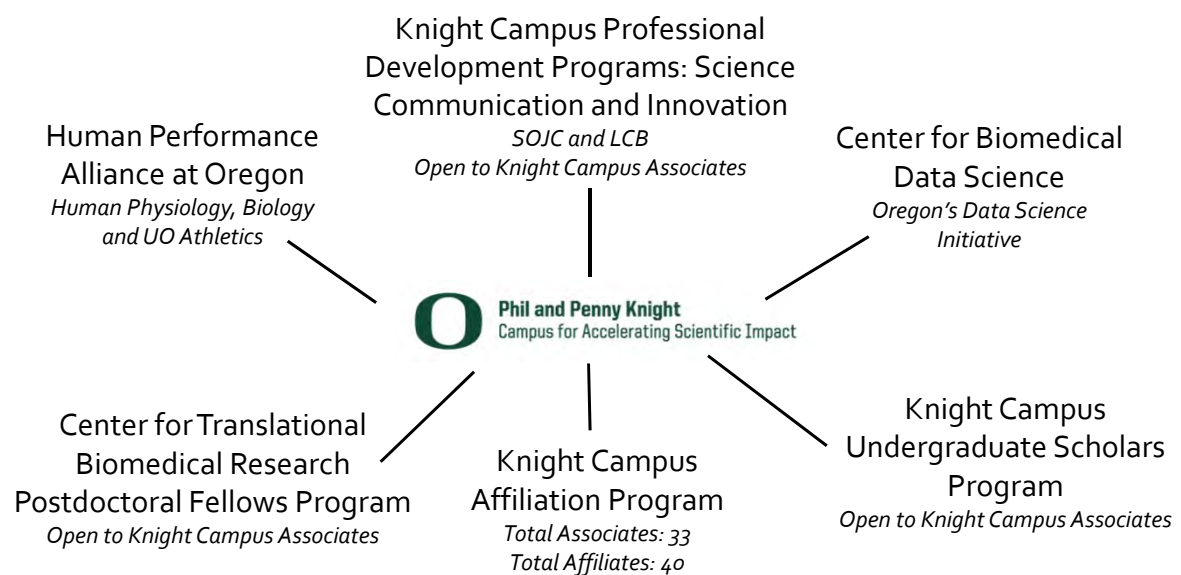 Knight Campus Professional
Development Programs: Science
Communication and Innovation
SOJC and LCB
Open to Knight Campus Associates
Human Performance
Alliance at Oregon
Human Physiology, Biology
and UO Athletics
Center for Biomedical
Data Science
Oregon's Data Science
Initiative
O
Phil and Penny Knight
Campus for Accelerating Scientific Impact
Center for Translational
Biomedical Research
Postdoctoral Fellows Program
Open to Knight Campus Associates
Knight Campus
Affiliation Program
Total Associates: 33
Total Affiliates: 40
Knight Campus
Undergraduate Scholars
Program
Open to Knight Campus Associates